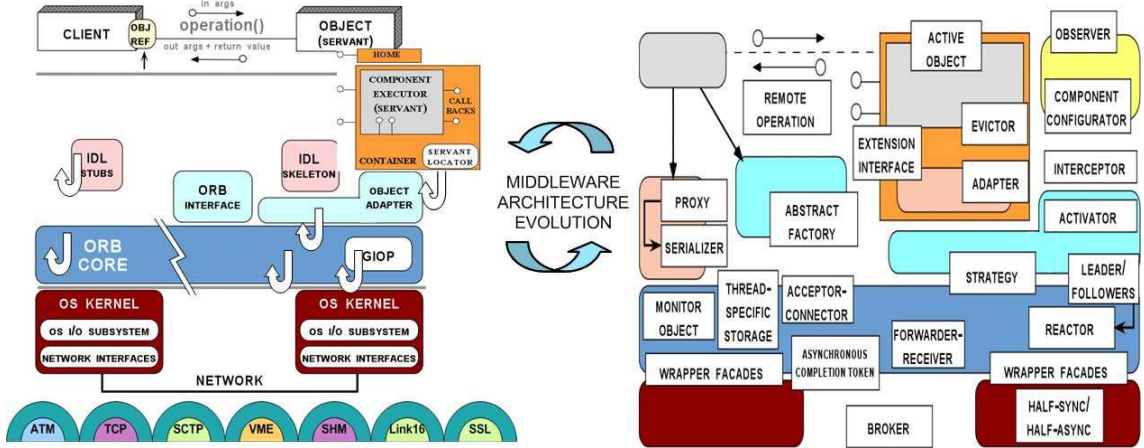 in args
CLIENT
OBJ
REF
operation()
out args + return value
OBJECT
(SERVANT)
HOME
COMPONENT
EXECUTOR
(SERVANT)
CALL
BACKS
CONTAINER
SERVANT
LOCATOR
IDL
STUBS
IDL
SKELETON
ORB
INTERFACE
OBJECT
ADAPTER
ORB
CORE
GIOP
OS KERNEL
OS I/O SUBSYSTEM
NETWORK INTERFACES
OS KERNEL
OS I/O SUBSYSTEM
NETWORK INTERFACES
NETWORK
ATM
TCP
SCTP
VME
SHM
Link16
SSL
MIDDLEWARE
ARCHITECTURE
EVOLUTION
REMOTE
OPERATION
ACTIVE
OBJECT
OBSERVER
COMPONENT
CONFIGURATOR
EVICTOR
EXTENSION
INTERFACE
ADAPTER
INTERCEPTOR
PROXY
SERIALIZER
ABSTRACT
FACTORY
ACTIVATOR
STRATEGY
LEADER/
FOLLOWERS
MONITOR
OBJECT
THREAD-
SPECIFIC
STORAGE
ACCEPTOR-
CONNECTOR
FORWARDER-
RECEIVER
REACTOR
WRAPPER FACADES
ASYNCHRONOUS
COMPLETION TOKEN
WRAPPER FACADES
BROKER
HALF-SYNC/
HALF-ASYNC